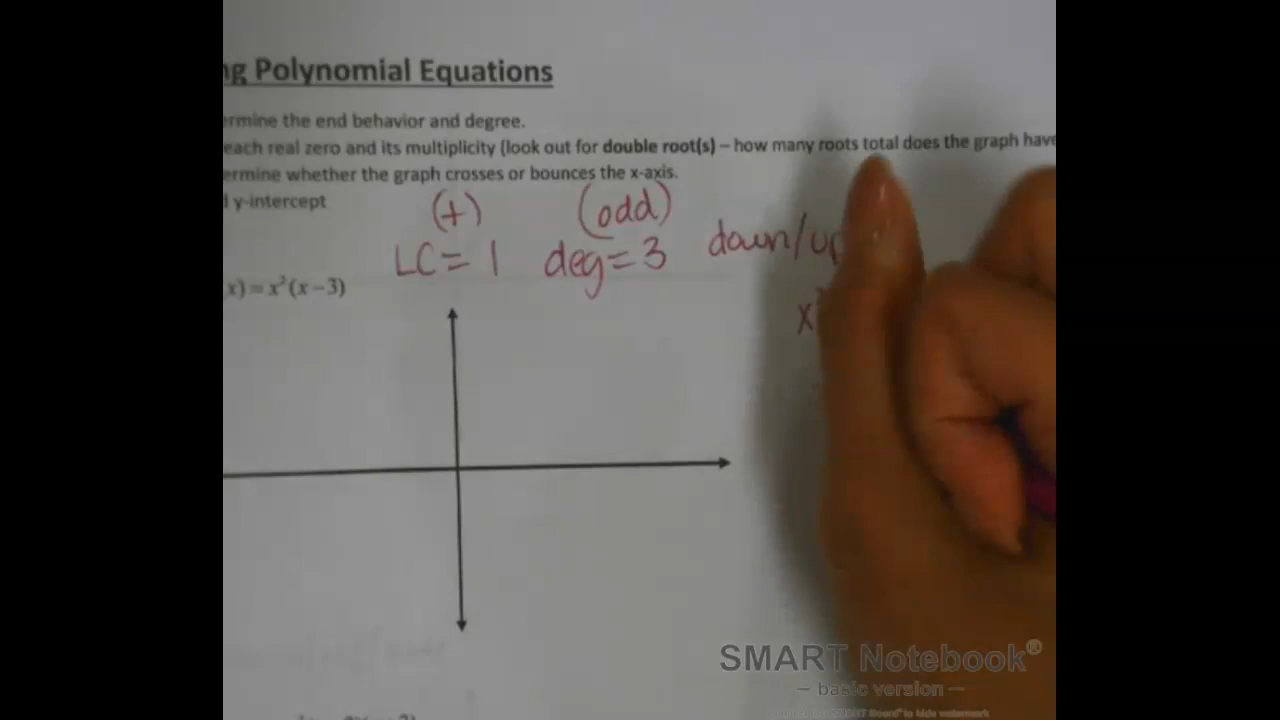 ng Polynomial Equations
ermine the end behavior and degree.
each real zero and its multiplicity (look out for double root(s) – how many roots total does the graph have
ermine whether the graph crosses or bounces the x-axis.
y-intercept
(+) (odd)
LC = 1 deg = 3 down/up
x) = x²(x − 3)
x
SMART Notebook®
— basic version —